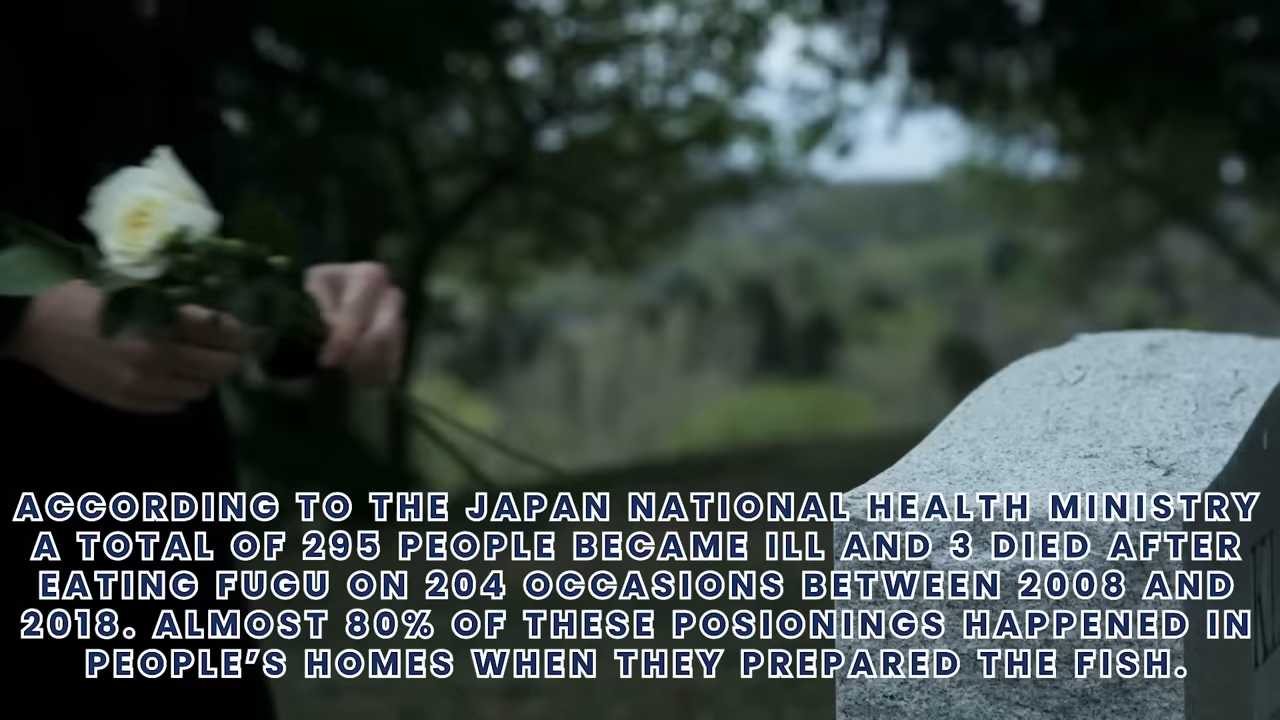 ACCORDING TO THE JAPAN NATIONAL HEALTH MINISTRY
A TOTAL OF 295 PEOPLE BECAME ILL AND 3 DIED AFTER
EATING FUGU ON 204 OCCASIONS BETWEEN 2008 AND
2018. ALMOST 80% OF THESE POSIONINGS HAPPENED IN
PEOPLE’S HOMES WHEN THEY PREPARED THE FISH.